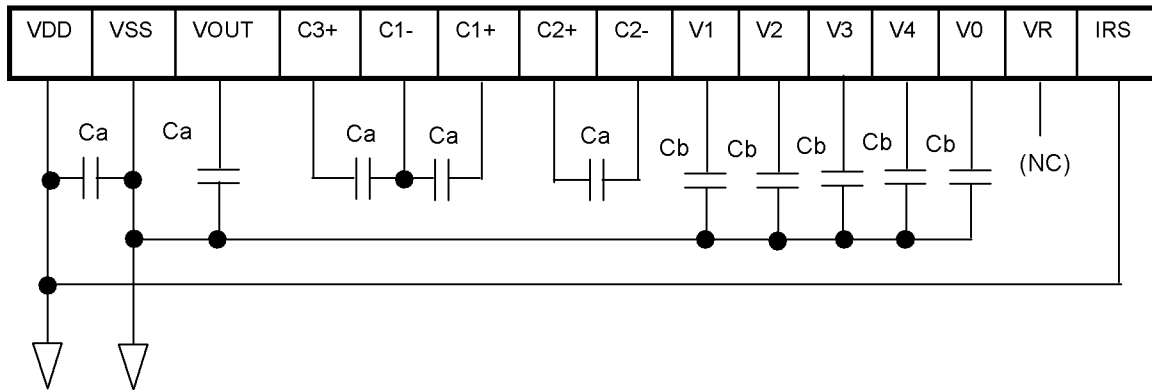 VDD VSS VOUT C3+ C1- C1+ C2+ C2- V1 V2 V3 V4 V0 VR IRS
Ca Ca Ca Ca Ca Cb Cb Cb Cb Cb
(NC)